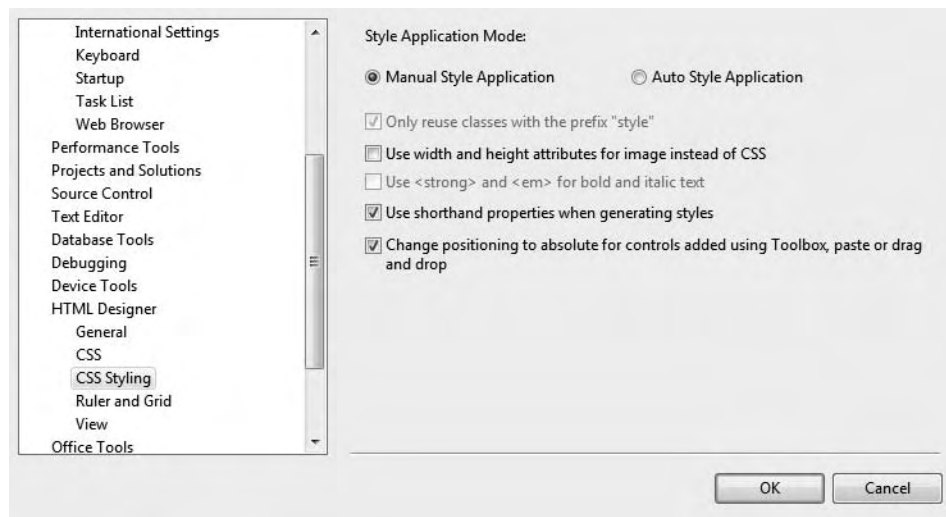 International Settings
Keyboard
Startup
Task List
Web Browser
Performance Tools
Projects and Solutions
Source Control
Text Editor
Database Tools
Debugging
Device Tools
HTML Designer
General
CSS
CSS Styling
Ruler and Grid
View
Office Tools
Style Application Mode:
Manual Style Application
Auto Style Application
Only reuse classes with the prefix "style"
Use width and height attributes for image instead of CSS
Use <strong> and <em> for bold and italic text
Use shorthand properties when generating styles
Change positioning to absolute for controls added using Toolbox, paste or drag
and drop
OK
Cancel